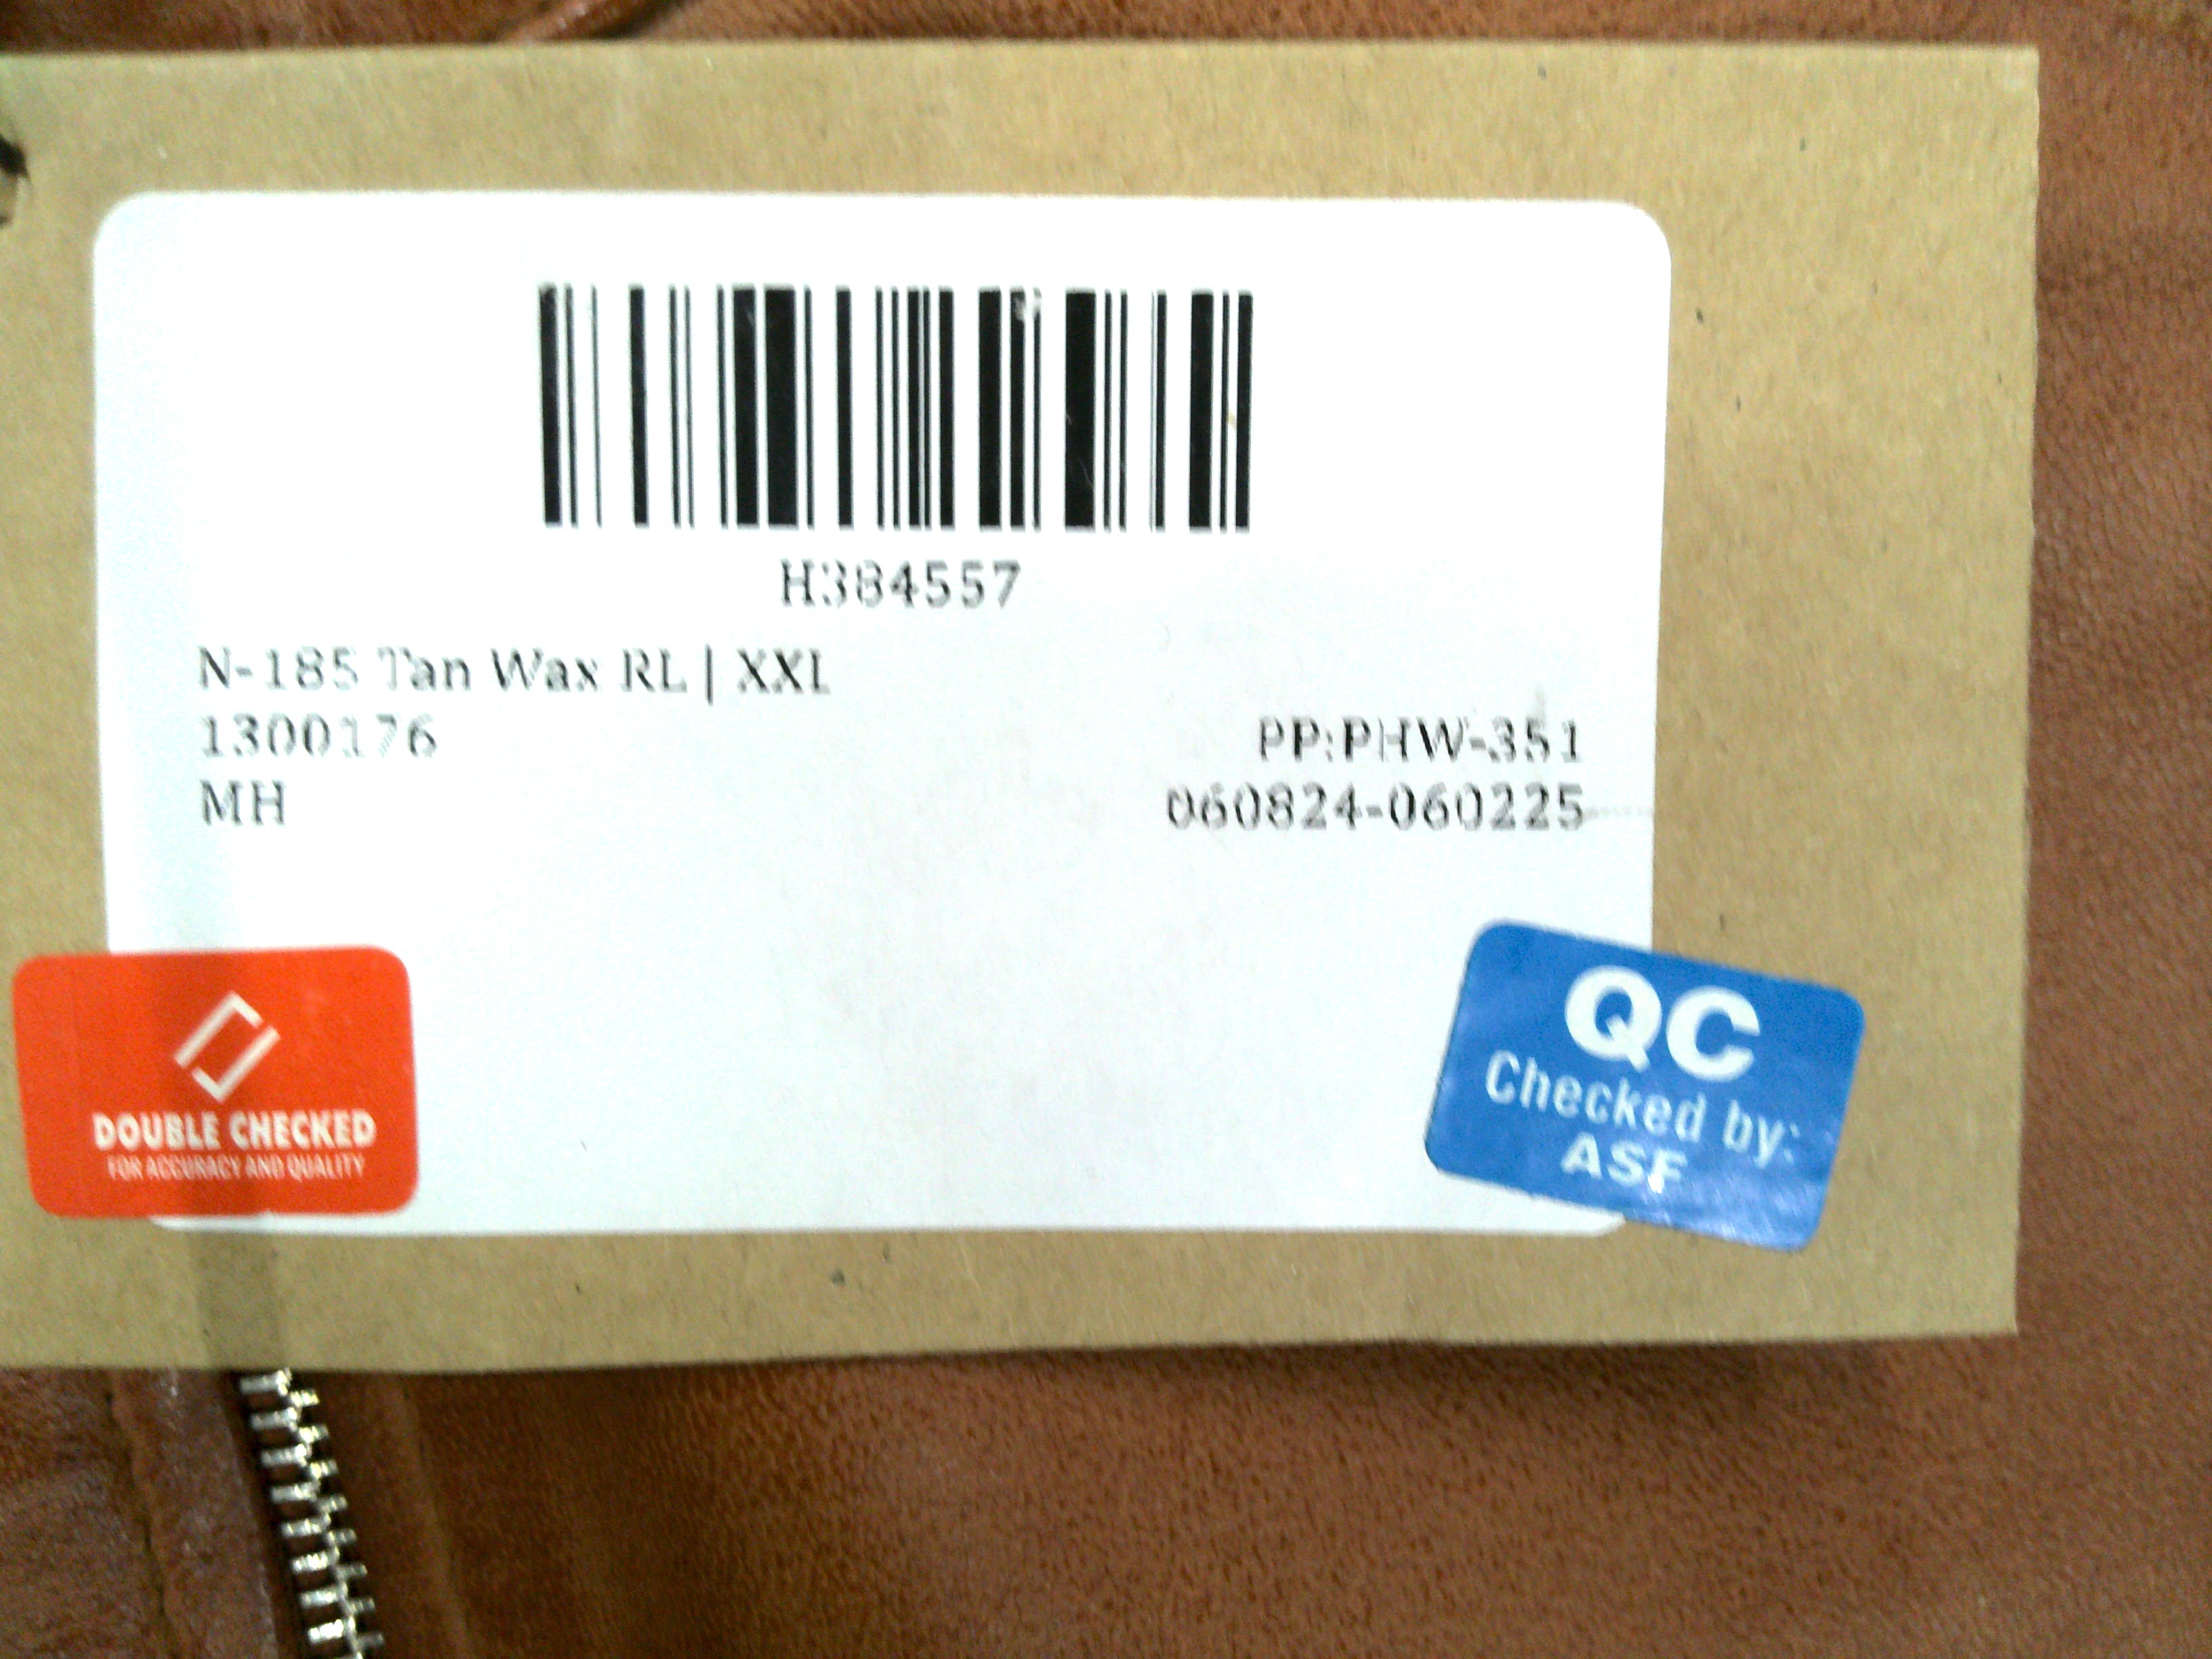 H384557
N-185 Tan Wax RL | XXL
1300176
MH
PP:PHW-351
060824-060225
DOUBLE CHECKED
FOR ACCURACY AND QUALITY
QC
Checked by:
ASF